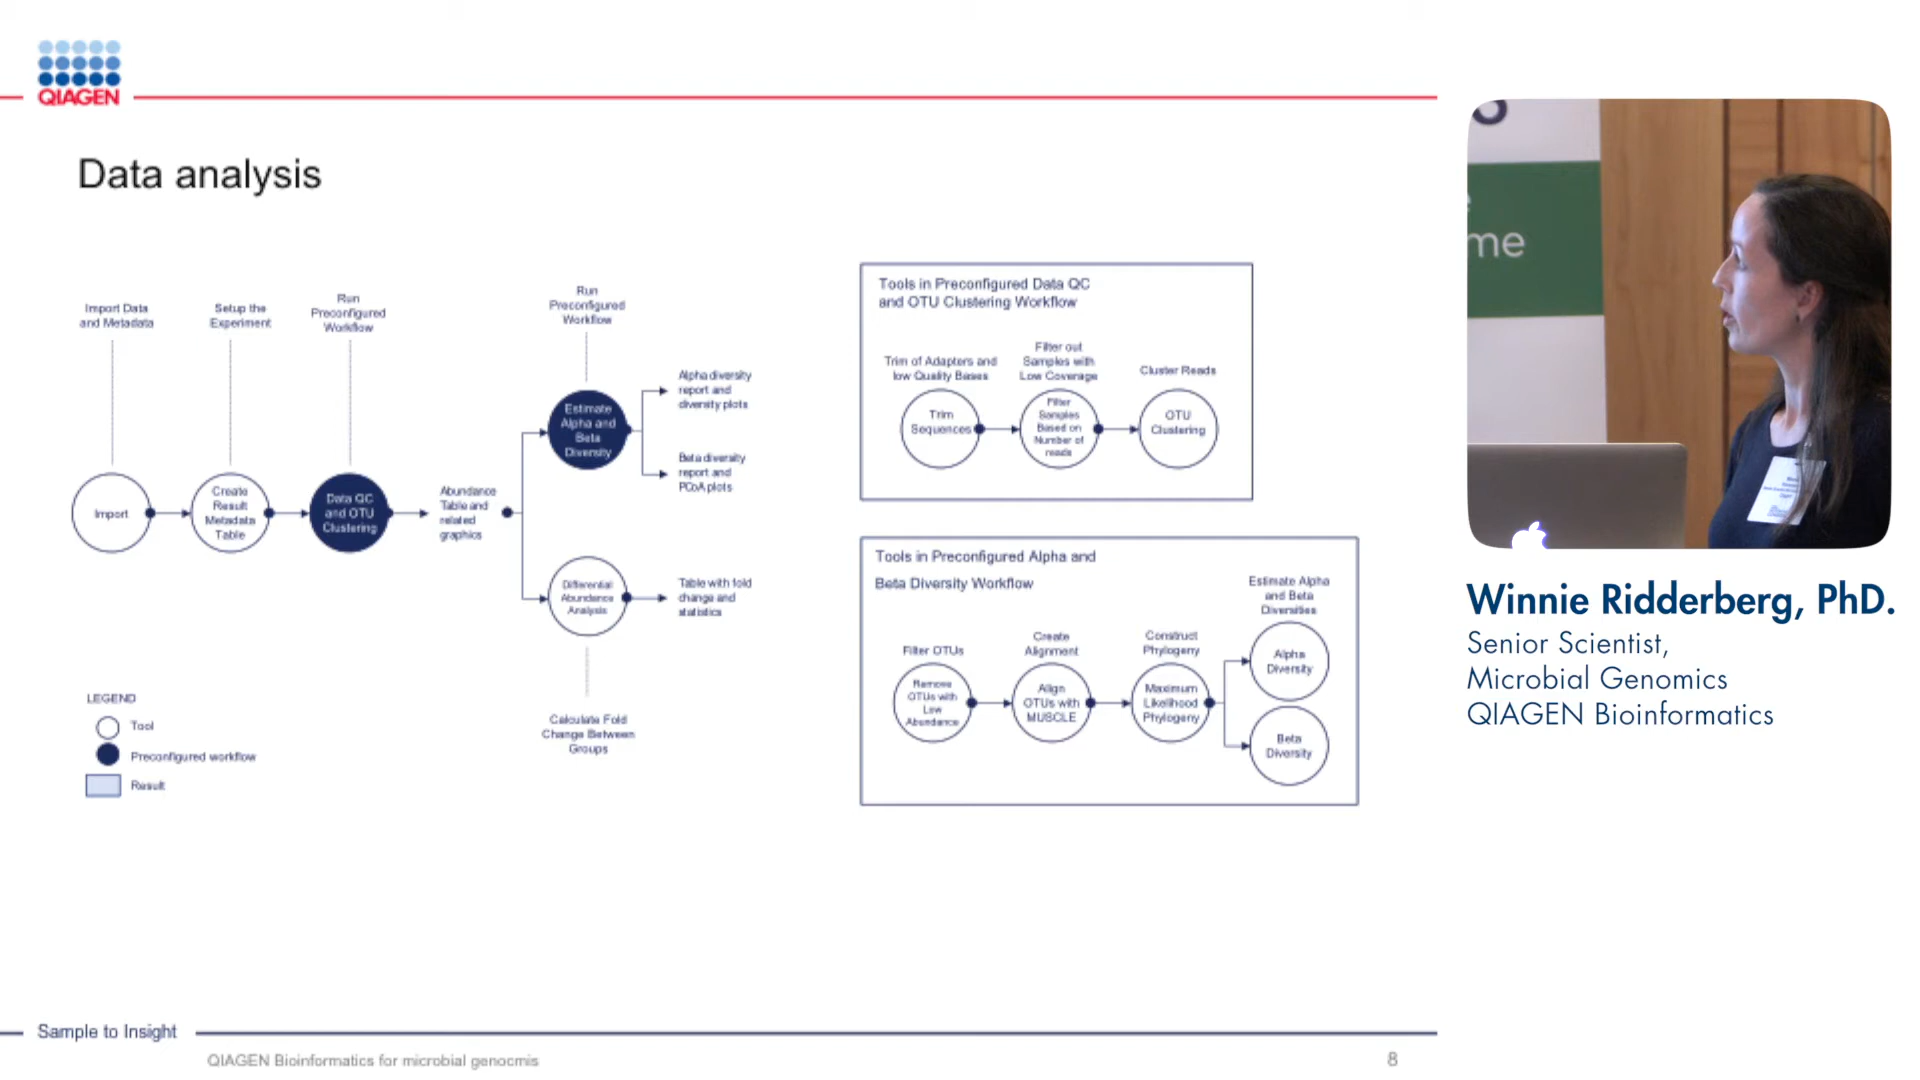 QIAGEN
Data analysis
Import Data
and Metadata
Setup the
Experiment
Run
Preconfigured
Workflow
Run
Preconfigured
Workflow
Import
Create
Result
Metadata
Table
Data QC
and OTU
Clustering
Abundance
Table and
related
graphics
Estimate
Alpha and
Beta
Diversity
Alpha diversity
report and
diversity plots
Beta diversity
report and
PCoA plots
Differential
Abundance
Analysis
Table with fold
change and
statistics
Calculate Fold
Change Between
Groups
LEGEND
Tool
Preconfigured workflow
Result
Tools in Preconfigured Data QC
and OTU Clustering Workflow
Trim of Adapters and
low Quality Bases
Filter out
Samples with
Low Coverage
Cluster Reads
Trim
Sequences
Filter
Samples
Based on
Number of
reads
OTU
Clustering
Tools in Preconfigured Alpha and
Beta Diversity Workflow
Filter OTUs
Create
Alignment
Construct
Phylogeny
Estimate Alpha
and Beta
Diversities
Remove
OTUs with
Low
Abundance
Align
OTUs with
MUSCLE
Maximum
Likelihood
Phylogeny
Alpha
Diversity
Beta
Diversity
Sample to Insight
QIAGEN Bioinformatics for microbial genocmis
8
me
Winnie Ridderberg, PhD.
Senior Scientist,
Microbial Genomics
QIAGEN Bioinformatics